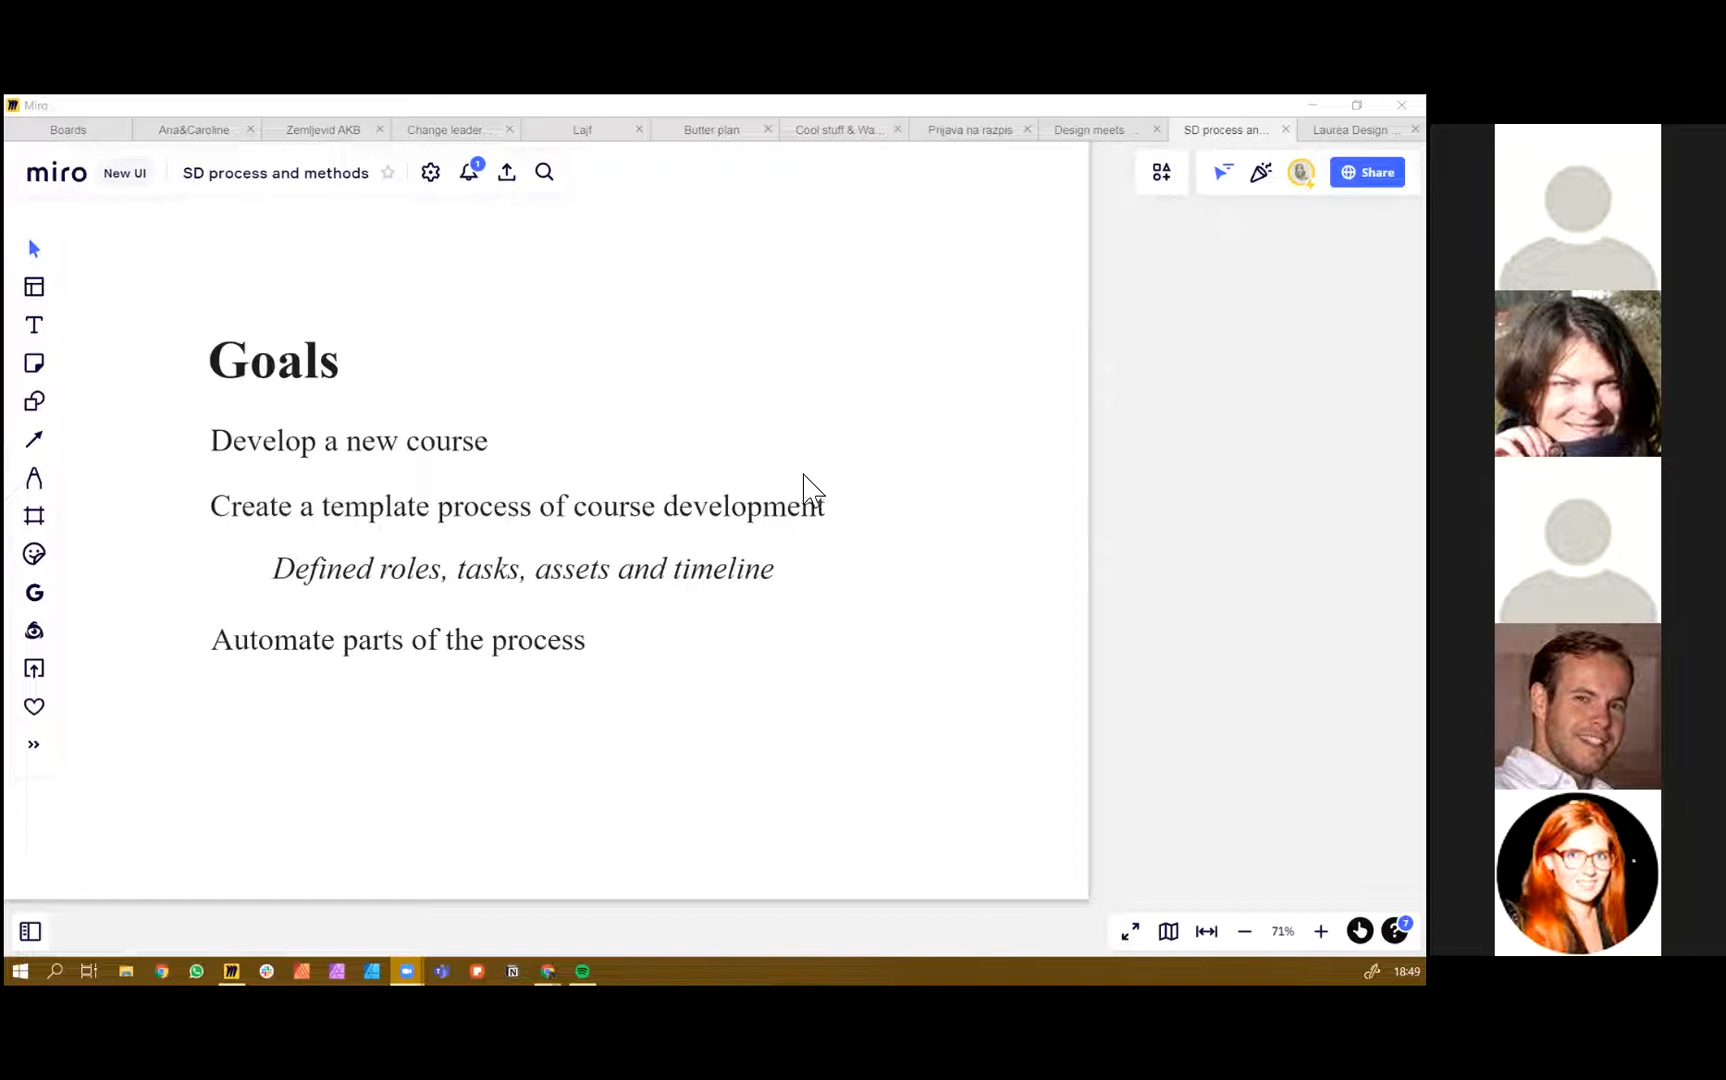 Miro
Boards
Ana&Caroline
Zemljevid AKB
Change leader...
Lajf
Butter plan
Cool stuff & Wa...
Prijava na razpis
Design meets ...
SD process an...
Laurea Design ...
miro
New UI
SD process and methods
1
Share
Goals
Develop a new course
Create a template process of course development
Defined roles, tasks, assets and timeline
Automate parts of the process
71%
7
18:49